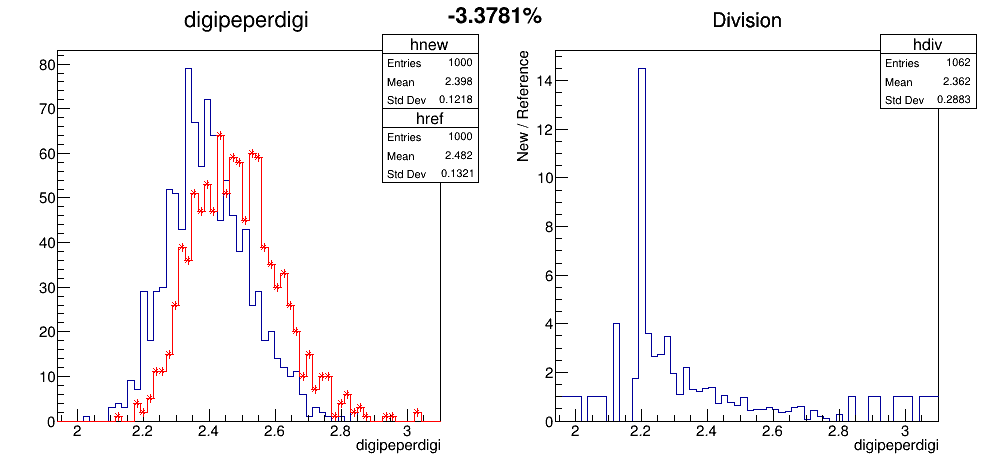 -3.3781%
digipeperdigi
hnew
Entries 1000
Mean 2.398
Std Dev 0.1218
href
Entries 1000
Mean 2.482
Std Dev 0.1321
80
70
60
50
40
30
20
10
0
2 2.2 2.4 2.6 2.8 3
digipeperdigi
Division
hdiv
Entries 1062
Mean 2.362
Std Dev 0.2883
New / Reference
14
12
10
8
6
4
2
0
2 2.2 2.4 2.6 2.8 3
digipeperdigi